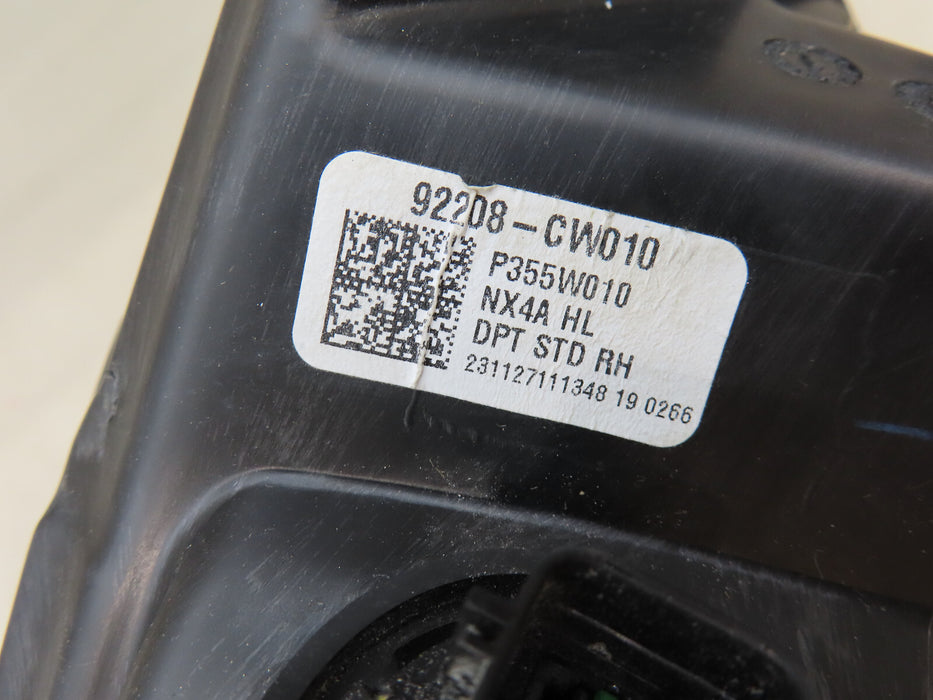 92208-CW010
P355W010
NX4A HL
DPT STD RH
231127111348 19 0266